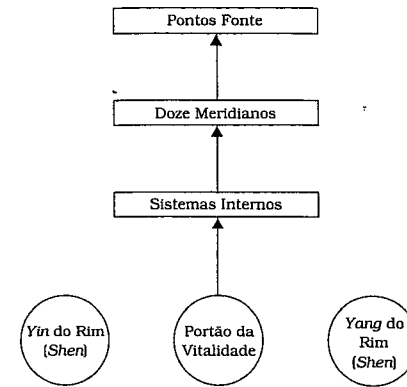 Pontos Fonte
Doze Meridianos
Sistemas Internos
Yin do Rim
(Shen)
Portão da
Vitalidade
Yang do
Rim
(Shen)